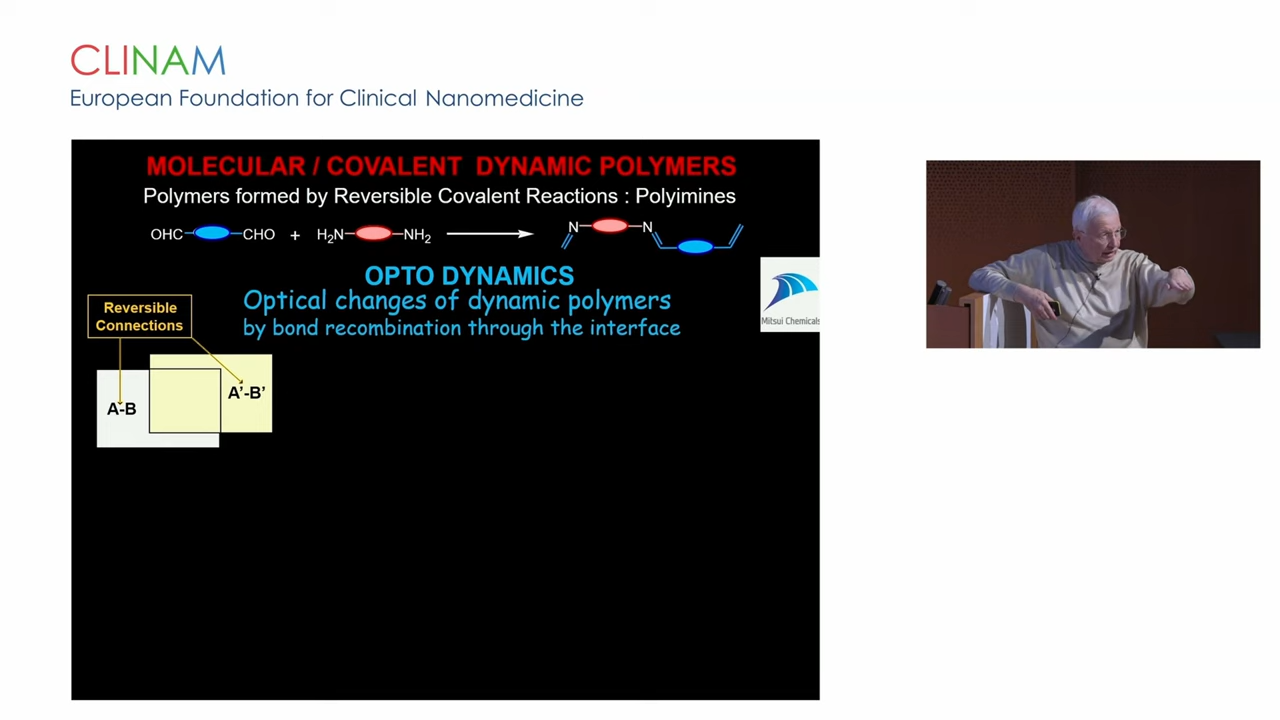 CLINAM
European Foundation for Clinical Nanomedicine
MOLECULAR / COVALENT DYNAMIC POLYMERS
Polymers formed by Reversible Covalent Reactions : Polyimines
OHC CHO + H₂N NH₂ N N
OPTO DYNAMICS
Optical changes of dynamic polymers
by bond recombination through the interface
Mitsui Chemicals
Reversible
Connections
A-B
A'-B'